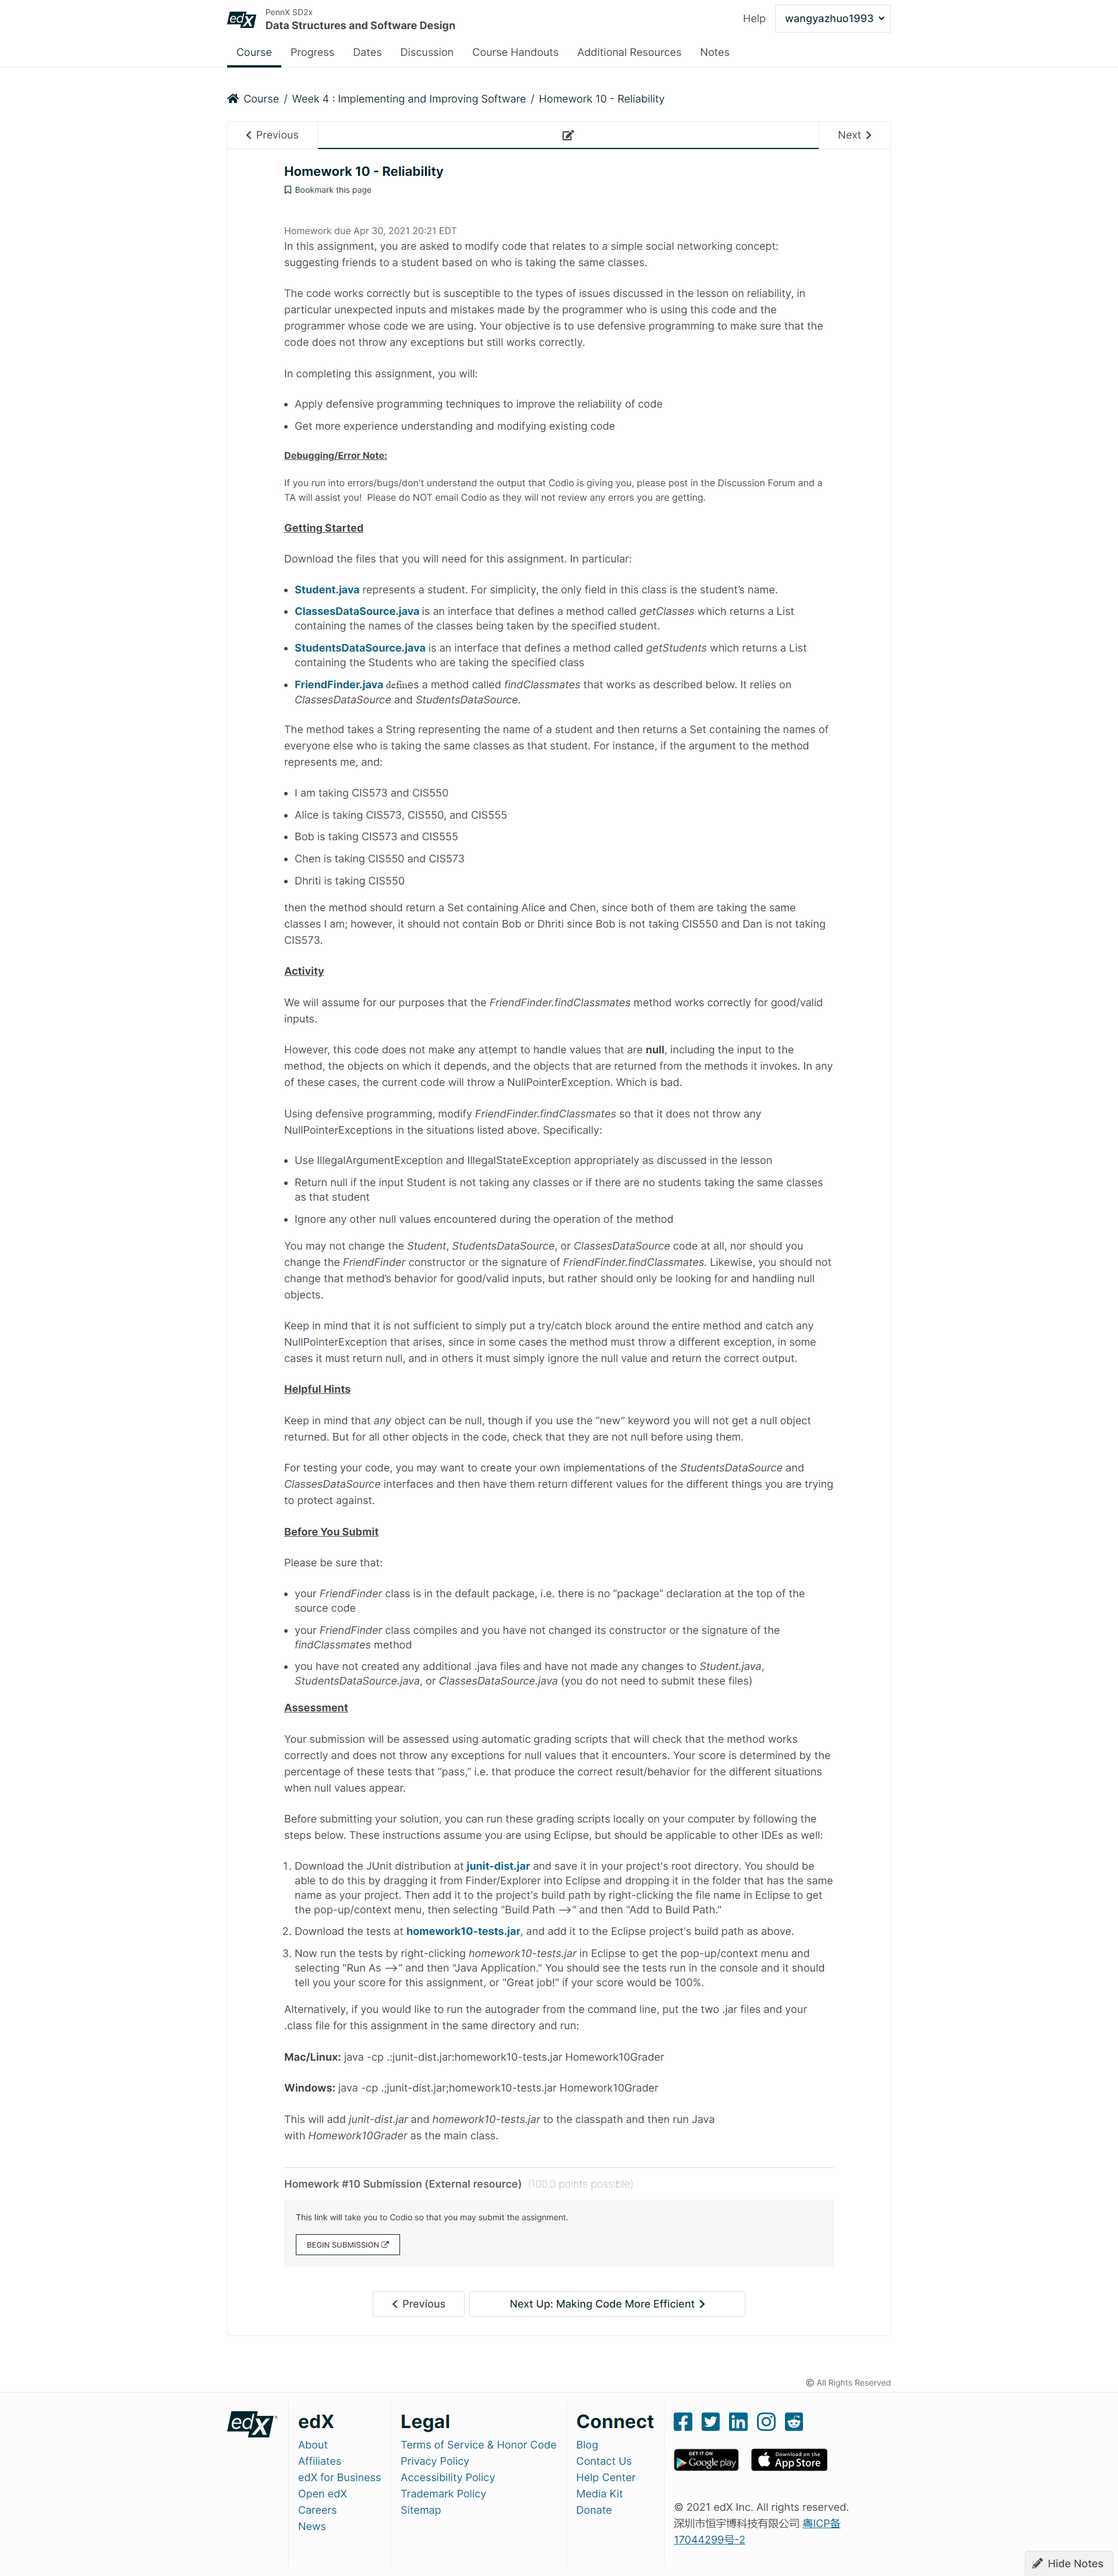 edX
PennX SD2x
Data Structures and Software Design
Help
wangyazhuo1993
Course Progress Dates Discussion Course Handouts Additional Resources Notes
Course / Week 4 : Implementing and Improving Software / Homework 10 - Reliability
Previous
Next
Homework 10 - Reliability
Bookmark this page
Homework due Apr 30, 2021 20:21 EDT
In this assignment, you are asked to modify code that relates to a simple social networking concept:
suggesting friends to a student based on who is taking the same classes.
The code works correctly but is susceptible to the types of issues discussed in the lesson on reliability, in
particular unexpected inputs and mistakes made by the programmer who is using this code and the
programmer whose code we are using. Your objective is to use defensive programming to make sure that the
code does not throw any exceptions but still works correctly.
In completing this assignment, you will:
• Apply defensive programming techniques to improve the reliability of code
• Get more experience understanding and modifying existing code
Debugging/Error Note:
If you run into errors/bugs/don't understand the output that Codio is giving you, please post in the Discussion Forum and a
TA will assist you! Please do NOT email Codio as they will not review any errors you are getting.
Getting Started
Download the files that you will need for this assignment. In particular:
• Student.java represents a student. For simplicity, the only field in this class is the student's name.
• ClassesDataSource.java is an interface that defines a method called getClasses which returns a List
containing the names of the classes being taken by the specified student.
• StudentsDataSource.java is an interface that defines a method called getStudents which returns a List
containing the Students who are taking the specified class
• FriendFinder.java defines a method called findClassmates that works as described below. It relies on
ClassesDataSource and StudentsDataSource.
The method takes a String representing the name of a student and then returns a Set containing the names of
everyone else who is taking the same classes as that student. For instance, if the argument to the method
represents me, and:
• I am taking CIS573 and CIS550
• Alice is taking CIS573, CIS550, and CIS555
• Bob is taking CIS573 and CIS555
• Chen is taking CIS550 and CIS573
• Dhriti is taking CIS550
then the method should return a Set containing Alice and Chen, since both of them are taking the same
classes I am; however, it should not contain Bob or Dhriti since Bob is not taking CIS550 and Dan is not taking
CIS573.
Activity
We will assume for our purposes that the FriendFinder.findClassmates method works correctly for good/valid
inputs.
However, this code does not make any attempt to handle values that are null, including the input to the
method, the objects on which it depends, and the objects that are returned from the methods it invokes. In any
of these cases, the current code will throw a NullPointerException. Which is bad.
Using defensive programming, modify FriendFinder.findClassmates so that it does not throw any
NullPointerExceptions in the situations listed above. Specifically:
• Use IllegalArgumentException and IllegalStateException appropriately as discussed in the lesson
• Return null if the input Student is not taking any classes or if there are no students taking the same classes
as that student
• Ignore any other null values encountered during the operation of the method
You may not change the Student, StudentsDataSource, or ClassesDataSource code at all, nor should you
change the FriendFinder constructor or the signature of FriendFinder.findClassmates. Likewise, you should not
change that method's behavior for good/valid inputs, but rather should only be looking for and handling null
objects.
Keep in mind that it is not sufficient to simply put a try/catch block around the entire method and catch any
NullPointerException that arises, since in some cases the method must throw a different exception, in some
cases it must return null, and in others it must simply ignore the null value and return the correct output.
Helpful Hints
Keep in mind that any object can be null, though if you use the “new” keyword you will not get a null object
returned. But for all other objects in the code, check that they are not null before using them.
For testing your code, you may want to create your own implementations of the StudentsDataSource and
ClassesDataSource interfaces and then have them return different values for the different things you are trying
to protect against.
Before You Submit
Please be sure that:
• your FriendFinder class is in the default package, i.e. there is no “package” declaration at the top of the
source code
• your FriendFinder class compiles and you have not changed its constructor or the signature of the
findClassmates method
• you have not created any additional .java files and have not made any changes to Student.java,
StudentsDataSource.java, or ClassesDataSource.java (you do not need to submit these files)
Assessment
Your submission will be assessed using automatic grading scripts that will check that the method works
correctly and does not throw any exceptions for null values that it encounters. Your score is determined by the
percentage of these tests that “pass,” i.e. that produce the correct result/behavior for the different situations
when null values appear.
Before submitting your solution, you can run these grading scripts locally on your computer by following the
steps below. These instructions assume you are using Eclipse, but should be applicable to other IDEs as well:
1. Download the JUnit distribution at junit-dist.jar and save it in your project's root directory. You should be
able to do this by dragging it from Finder/Explorer into Eclipse and dropping it in the folder that has the same
name as your project. Then add it to the project's build path by right-clicking the file name in Eclipse to get
the pop-up/context menu, then selecting "Build Path -->" and then "Add to Build Path."
2. Download the tests at homework10-tests.jar, and add it to the Eclipse project's build path as above.
3. Now run the tests by right-clicking homework10-tests.jar in Eclipse to get the pop-up/context menu and
selecting "Run As -->" and then "Java Application." You should see the tests run in the console and it should
tell you your score for this assignment, or "Great job!" if your score would be 100%.
Alternatively, if you would like to run the autograder from the command line, put the two .jar files and your
.class file for this assignment in the same directory and run:
Mac/Linux: java -cp .:junit-dist.jar:homework10-tests.jar Homework10Grader
Windows: java -cp .;junit-dist.jar;homework10-tests.jar Homework10Grader
This will add junit-dist.jar and homework10-tests.jar to the classpath and then run Java
with Homework10Grader as the main class.
Homework #10 Submission (External resource) (100.0 points possible)
This link will take you to Codio so that you may submit the assignment.
BEGIN SUBMISSION
Previous
Next Up: Making Code More Efficient
© All Rights Reserved
edX
edX
About
Affiliates
edX for Business
Open edX
Careers
News
Legal
Terms of Service & Honor Code
Privacy Policy
Accessibility Policy
Trademark Policy
Sitemap
Connect
Blog
Contact Us
Help Center
Media Kit
Donate
GET IT ON
Google play
Download on the
App Store
© 2021 edX Inc. All rights reserved.
深圳市恒宇博科技有限公司 粤ICP备
17044299号-2
Hide Notes